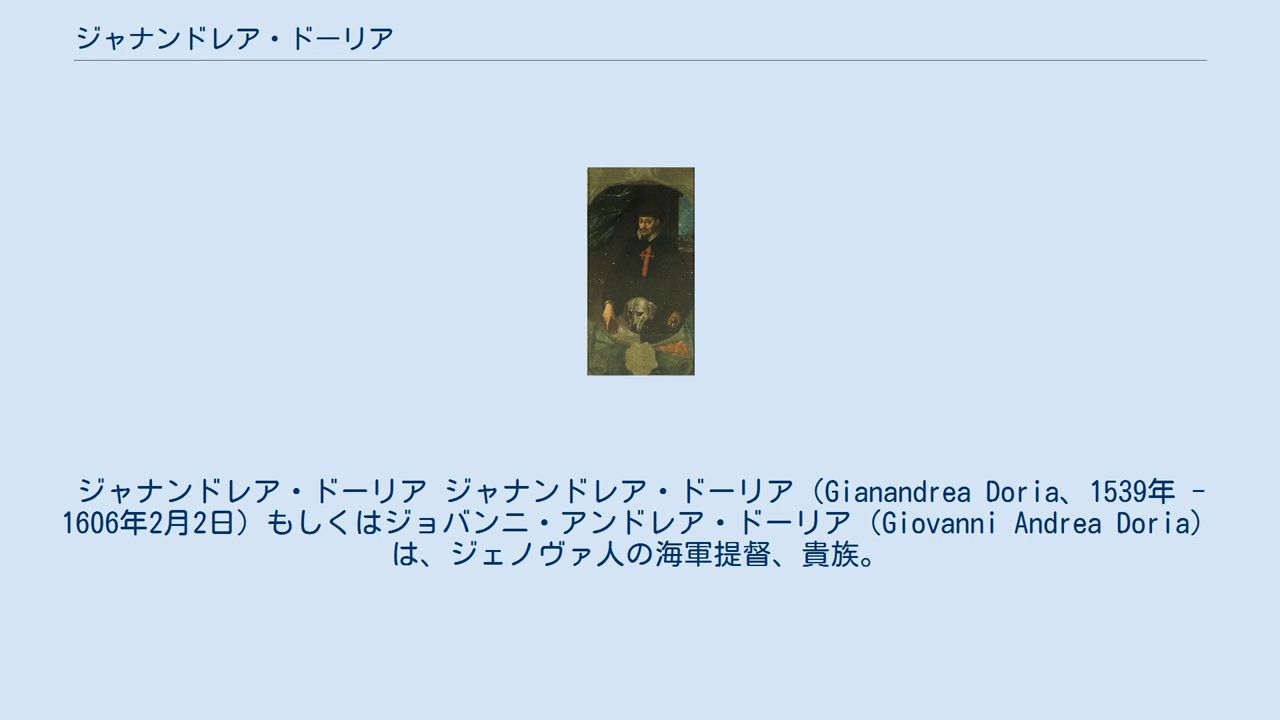 ジャナンドレア・ドーリア
ジャナンドレア・ドーリア ジャナンドレア・ドーリア（Gianandrea Doria、1539年 -
1606年2月2日）もしくはジョバンニ・アンドレア・ドーリア（Giovanni Andrea Doria）
は、ジェノヴァ人の海軍提督、貴族。